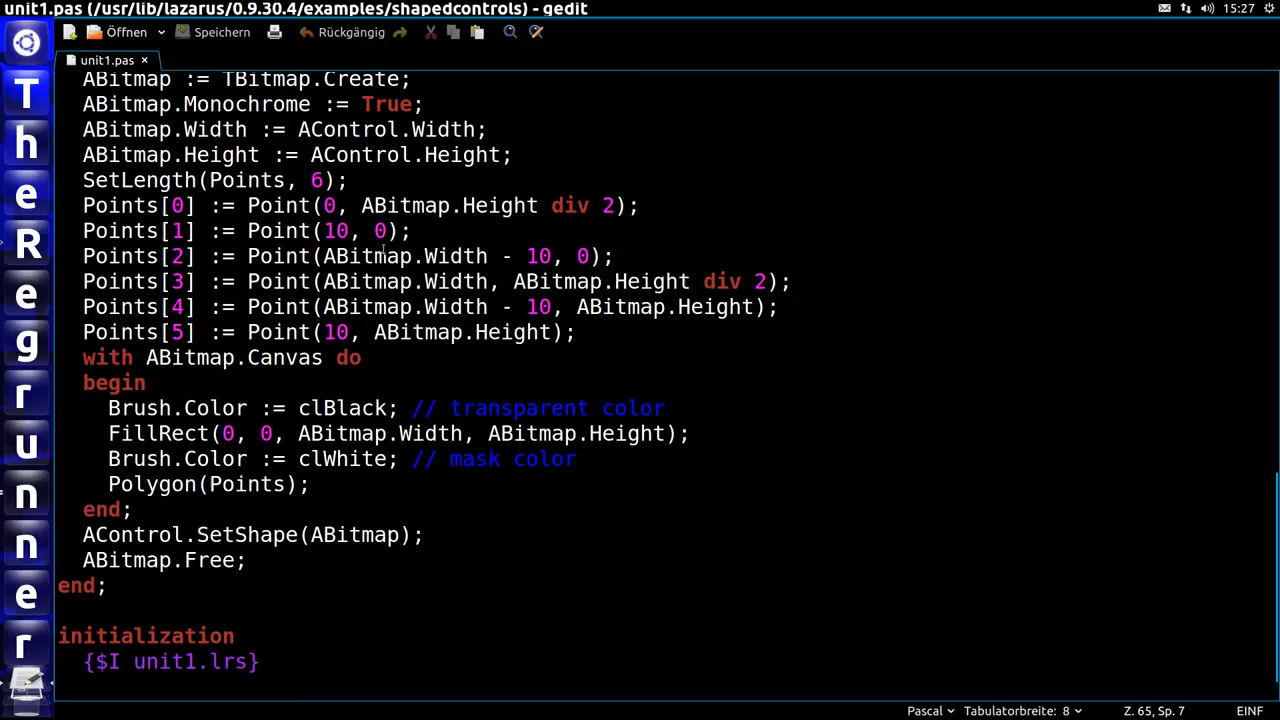 unit1.pas (/usr/lib/lazarus/0.9.30.4/examples/shapedcontrols) - gedit
15:27
Öffnen
Speichern
Rückgängig
unit1.pas ×
ABitmap := TBitmap.Create;
ABitmap.Monochrome := True;
ABitmap.Width := AControl.Width;
ABitmap.Height := AControl.Height;
SetLength(Points, 6);
Points[0] := Point(0, ABitmap.Height div 2);
Points[1] := Point(10, 0);
Points[2] := Point(ABitmap.Width - 10, 0);
Points[3] := Point(ABitmap.Width, ABitmap.Height div 2);
Points[4] := Point(ABitmap.Width - 10, ABitmap.Height);
Points[5] := Point(10, ABitmap.Height);
with ABitmap.Canvas do
begin
Brush.Color := clBlack; // transparent color
FillRect(0, 0, ABitmap.Width, ABitmap.Height);
Brush.Color := clWhite; // mask color
Polygon(Points);
end;
AControl.SetShape(ABitmap);
ABitmap.Free;
end;
initialization
{$I unit1.lrs}
T
h
e
R
e
g
r
u
n
n
e
r
Pascal
Tabulatorbreite: 8
Z. 65, Sp. 7
EINF